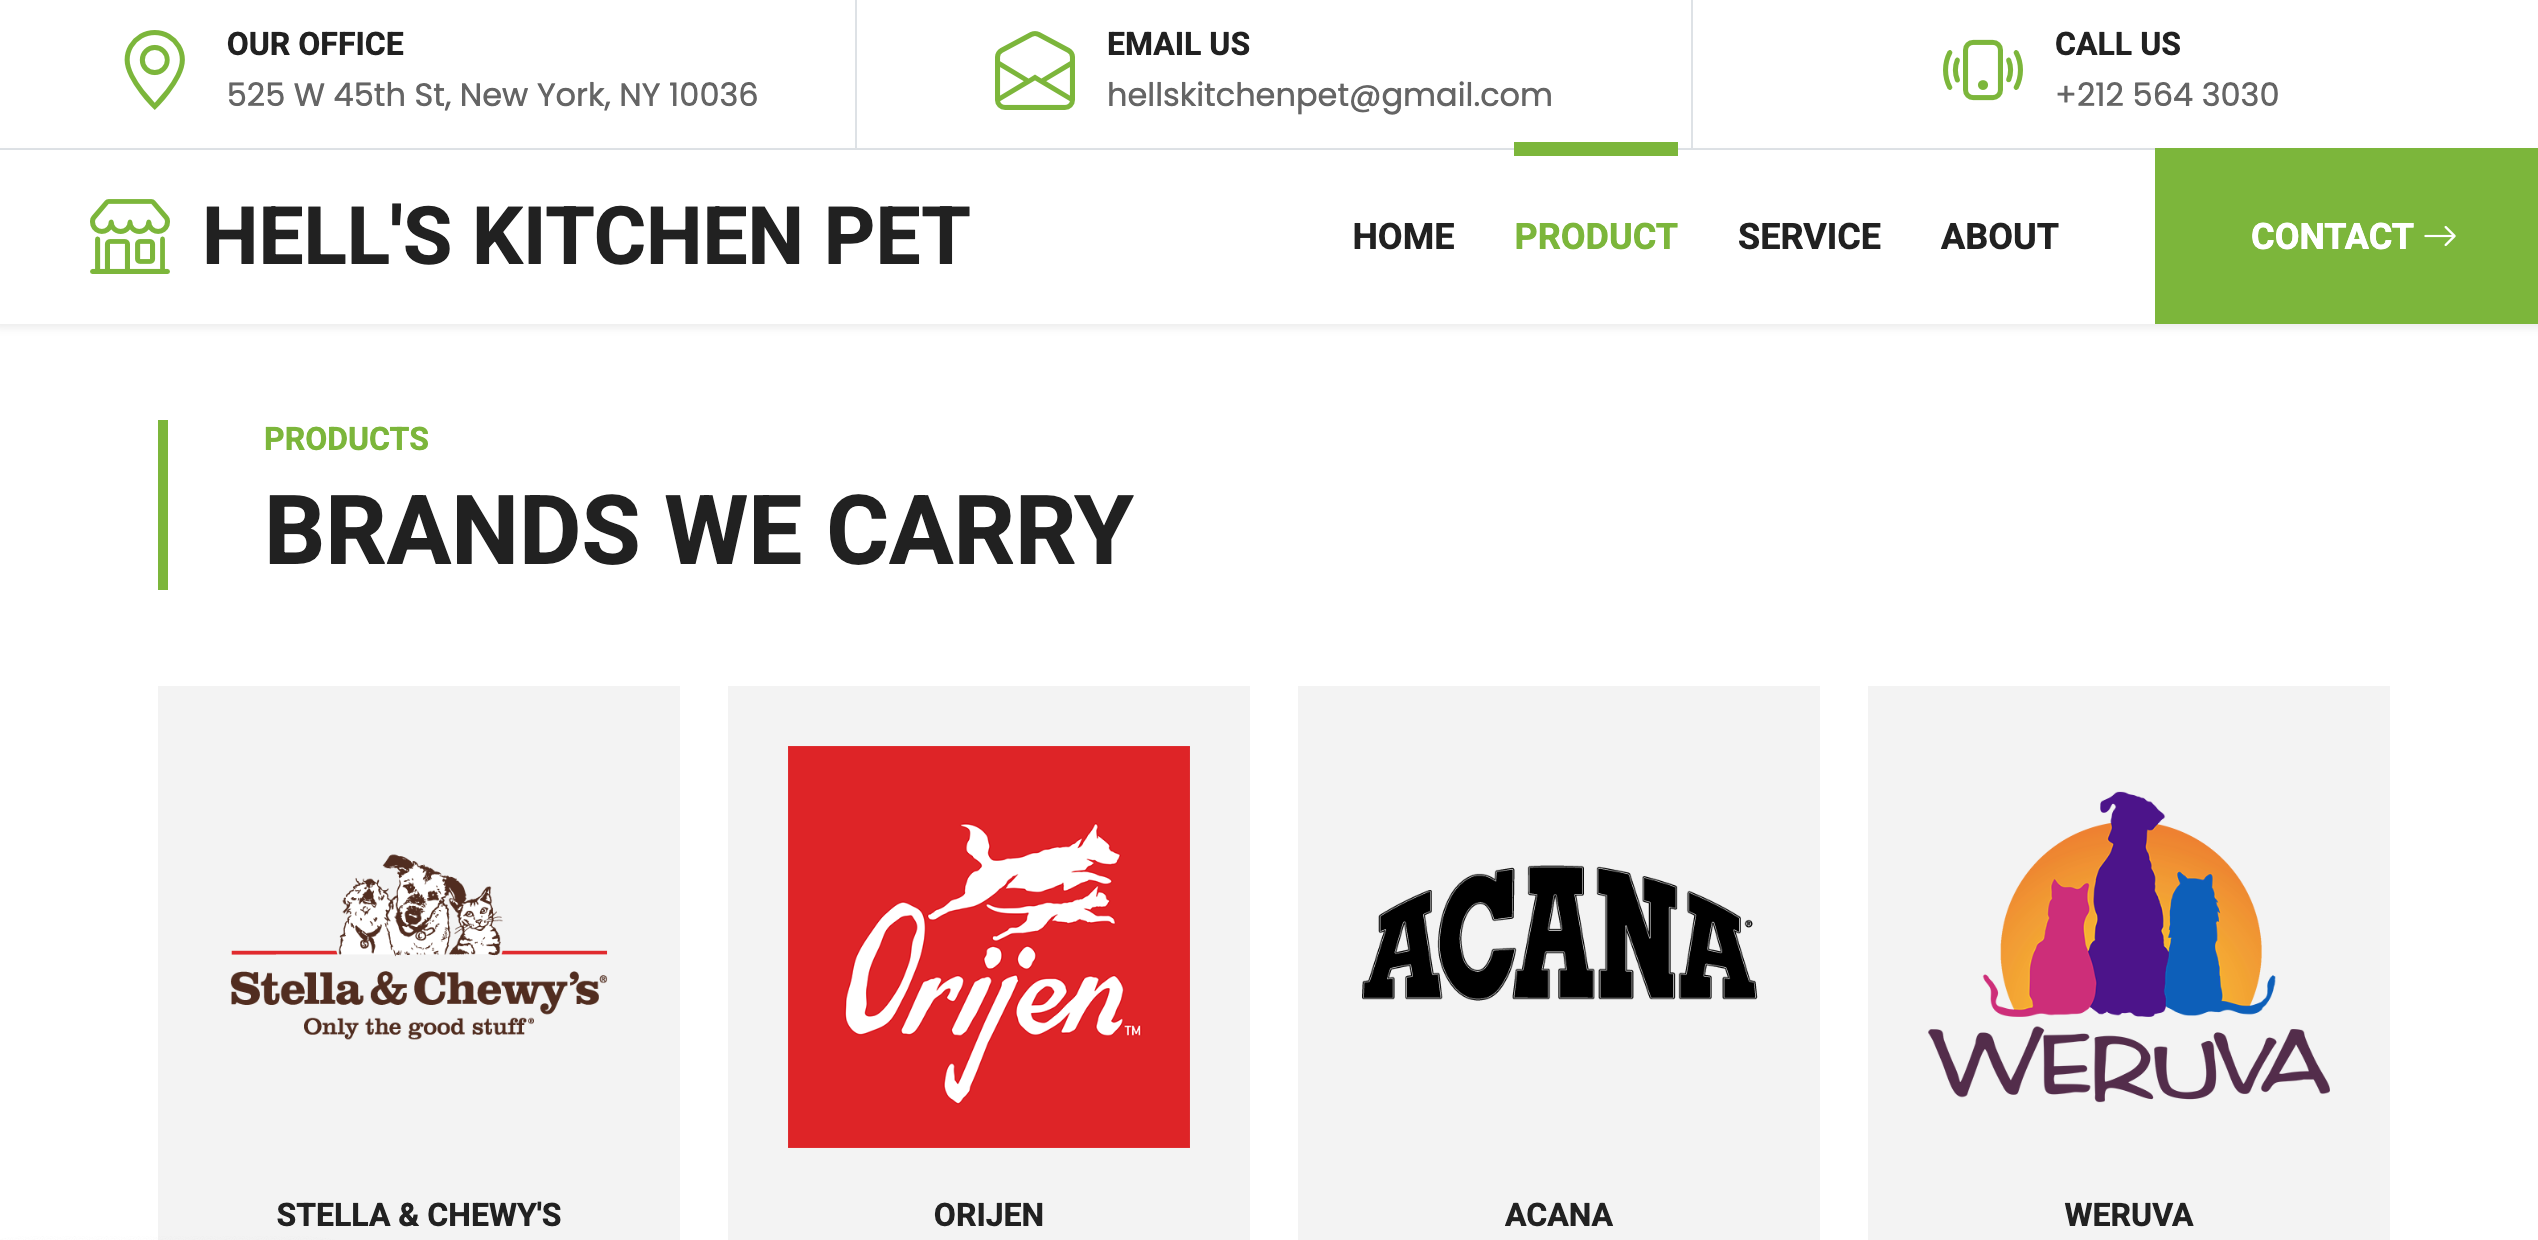 OUR OFFICE
525 W 45th St, New York, NY 10036
EMAIL US
hellskitchenpet@gmail.com
CALL US
+212 564 3030
HELL'S KITCHEN PET
HOME
PRODUCT
SERVICE
ABOUT
CONTACT →
PRODUCTS
BRANDS WE CARRY
Stella & Chewy's®
Only the good stuff®
STELLA & CHEWY'S
Orijen™
ORIJEN
ACANA®
ACANA
WERUVA
WERUVA